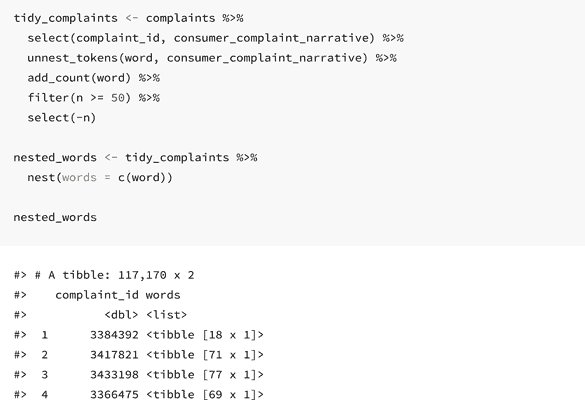 tidy_complaints <- complaints %>%
  select(complaint_id, consumer_complaint_narrative) %>%
  unnest_tokens(word, consumer_complaint_narrative) %>%
  add_count(word) %>%
  filter(n >= 50) %>%
  select(-n)

nested_words <- tidy_complaints %>%
  nest(words = c(word))

nested_words

#> # A tibble: 117,170 x 2
#>    complaint_id words
#>           <dbl> <list>
#>  1      3384392 <tibble [18 x 1]>
#>  2      3417821 <tibble [71 x 1]>
#>  3      3433198 <tibble [77 x 1]>
#>  4      3366475 <tibble [69 x 1]>